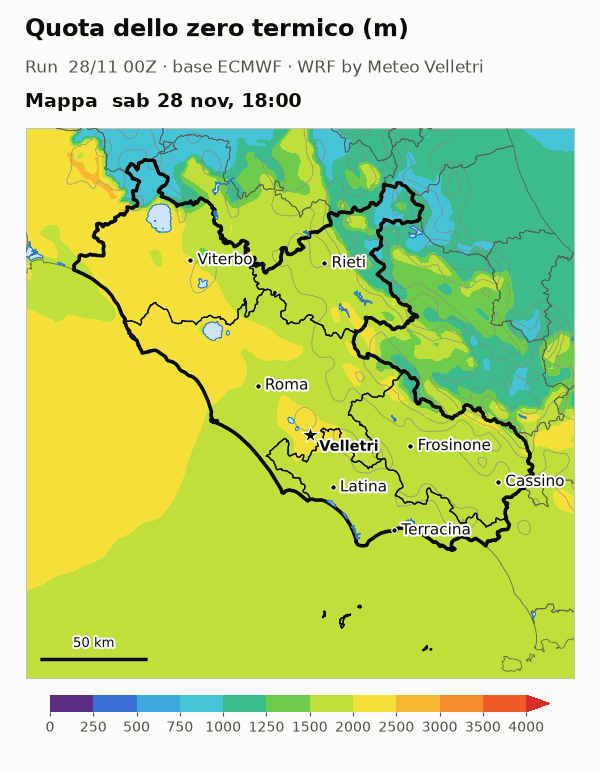 Quota dello zero termico (m)
Run  28/11 00Z · base ECMWF · WRF by Meteo Velletri
Mappa  sab 28 nov, 18:00
Viterbo
Rieti
Roma
Velletri
Frosinone
Cassino
Latina
Terracina
50 km
0 250 500 750 1000 1250 1500 2000 2500 3000 3500 4000